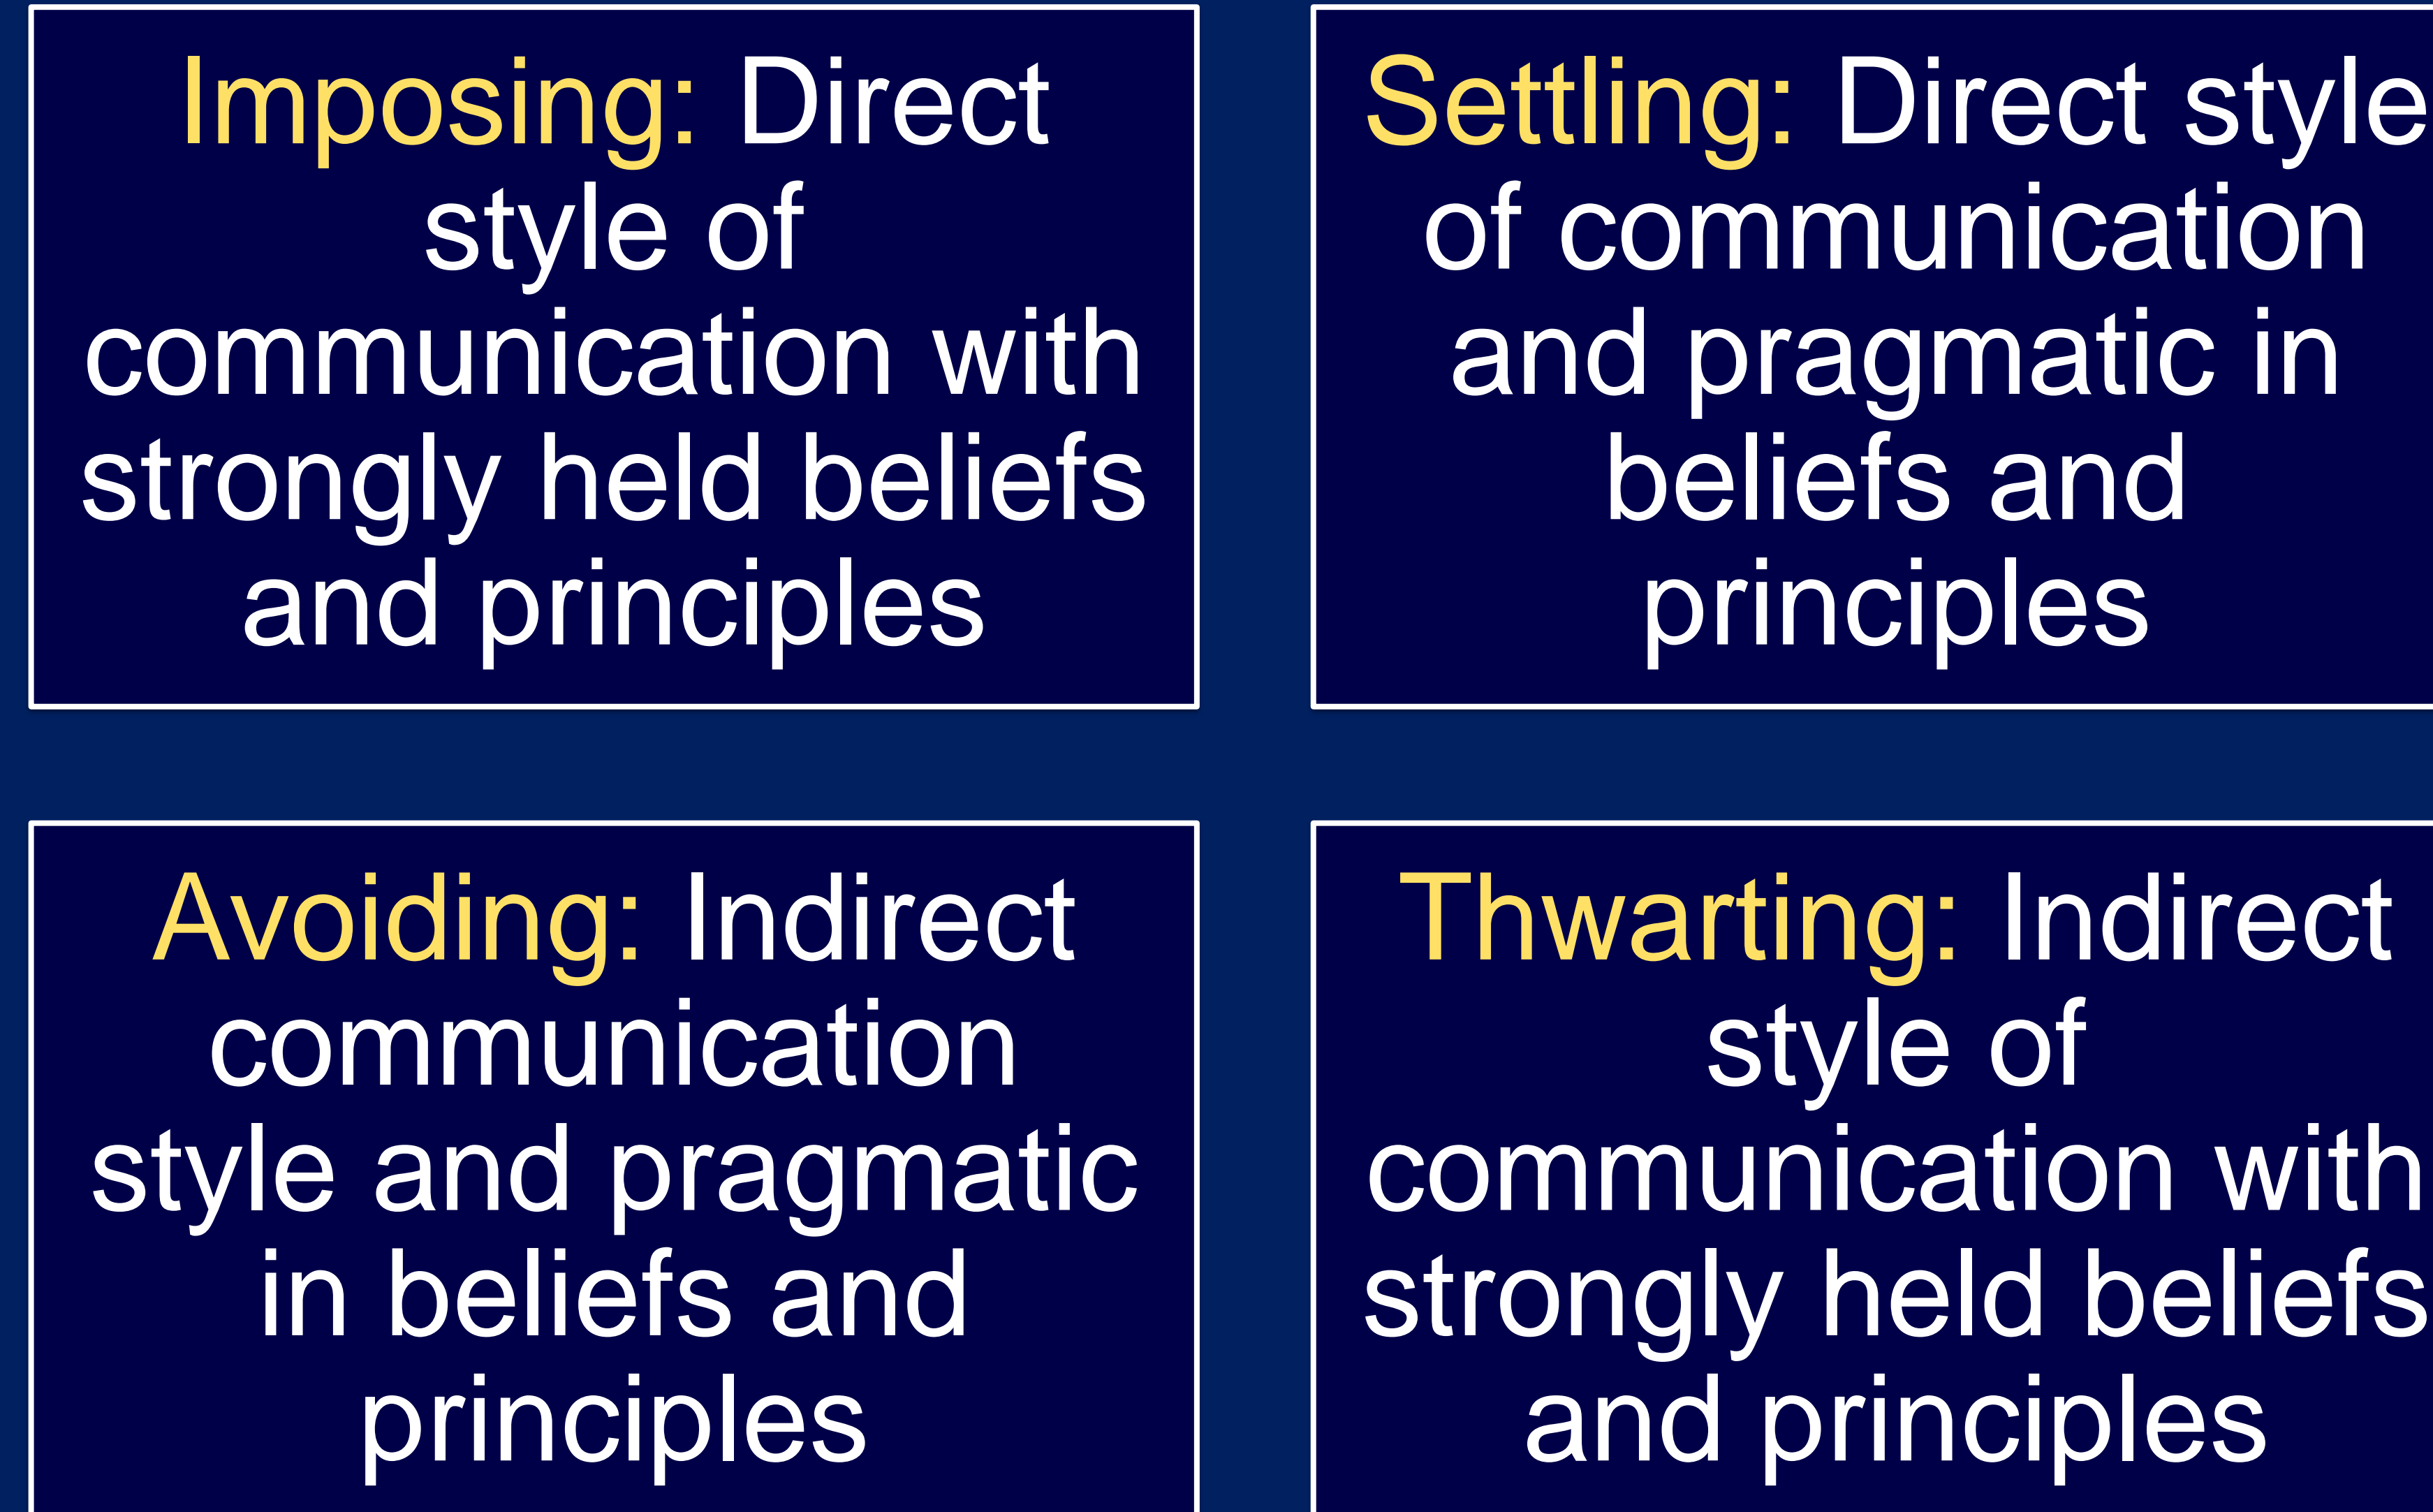 Imposing: Direct
style of
communication with
strongly held beliefs
and principles
Settling: Direct style
of communication
and pragmatic in
beliefs and
principles
Avoiding: Indirect
communication
style and pragmatic
in beliefs and
principles
Thwarting: Indirect
style of
communication with
strongly held beliefs
and principles